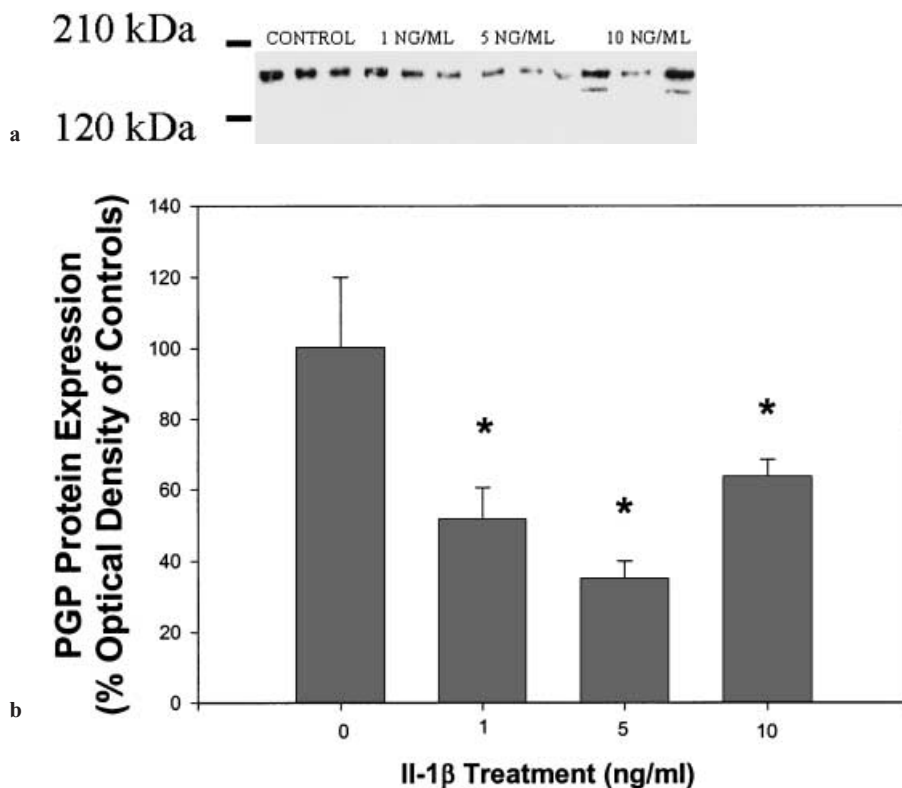 210 kDa
CONTROL 1 NG/ML 5 NG/ML 10 NG/ML
120 kDa
a
PGP Protein Expression
(% Optical Density of Controls)
140
120
100
80
60
40
20
0
* * *
b
0 1 5 10
Il-1β Treatment (ng/ml)